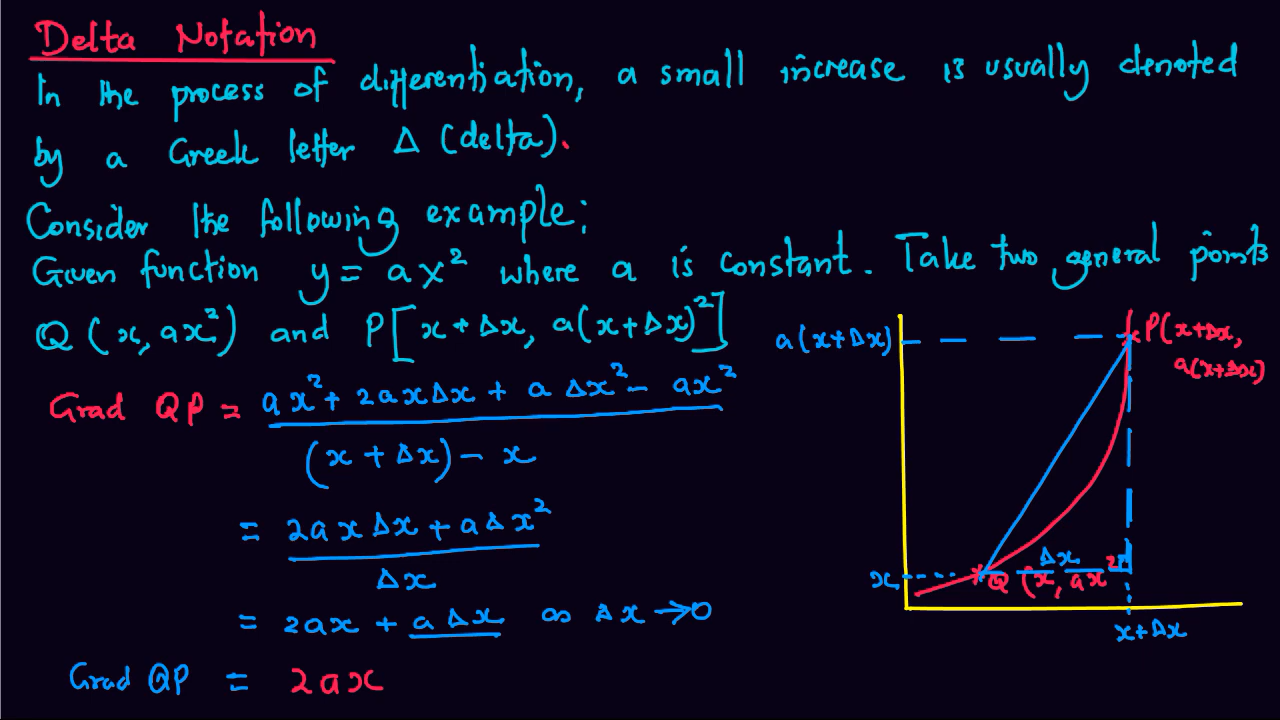 Delta Notation
In the process of differentiation, a small increase is usually denoted
by a Greek letter Δ (delta).
Consider the following example;
Given function y = ax² where a is constant. Take two general points
Q (x, ax²) and P[x+Δx, a(x+Δx)²]
Grad QP = (ax² + 2axΔx + a Δx² - ax²) / ((x + Δx) - x)
= (2axΔx + aΔx²) / Δx
= 2ax + aΔx as Δx → 0
Grad QP = 2ax
a(x+Δx)
P(x+Δx,
a(x+Δx)
Δx
x
Q (x, ax²)
x+Δx